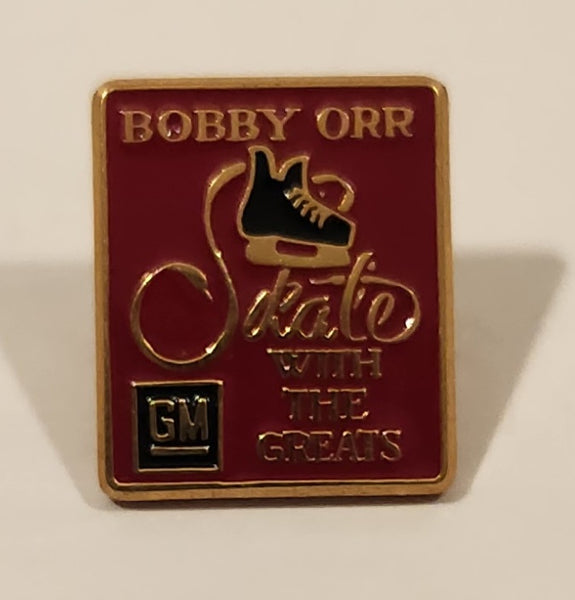 BOBBY ORR
Skate
WITH
THE
GREATS
GM